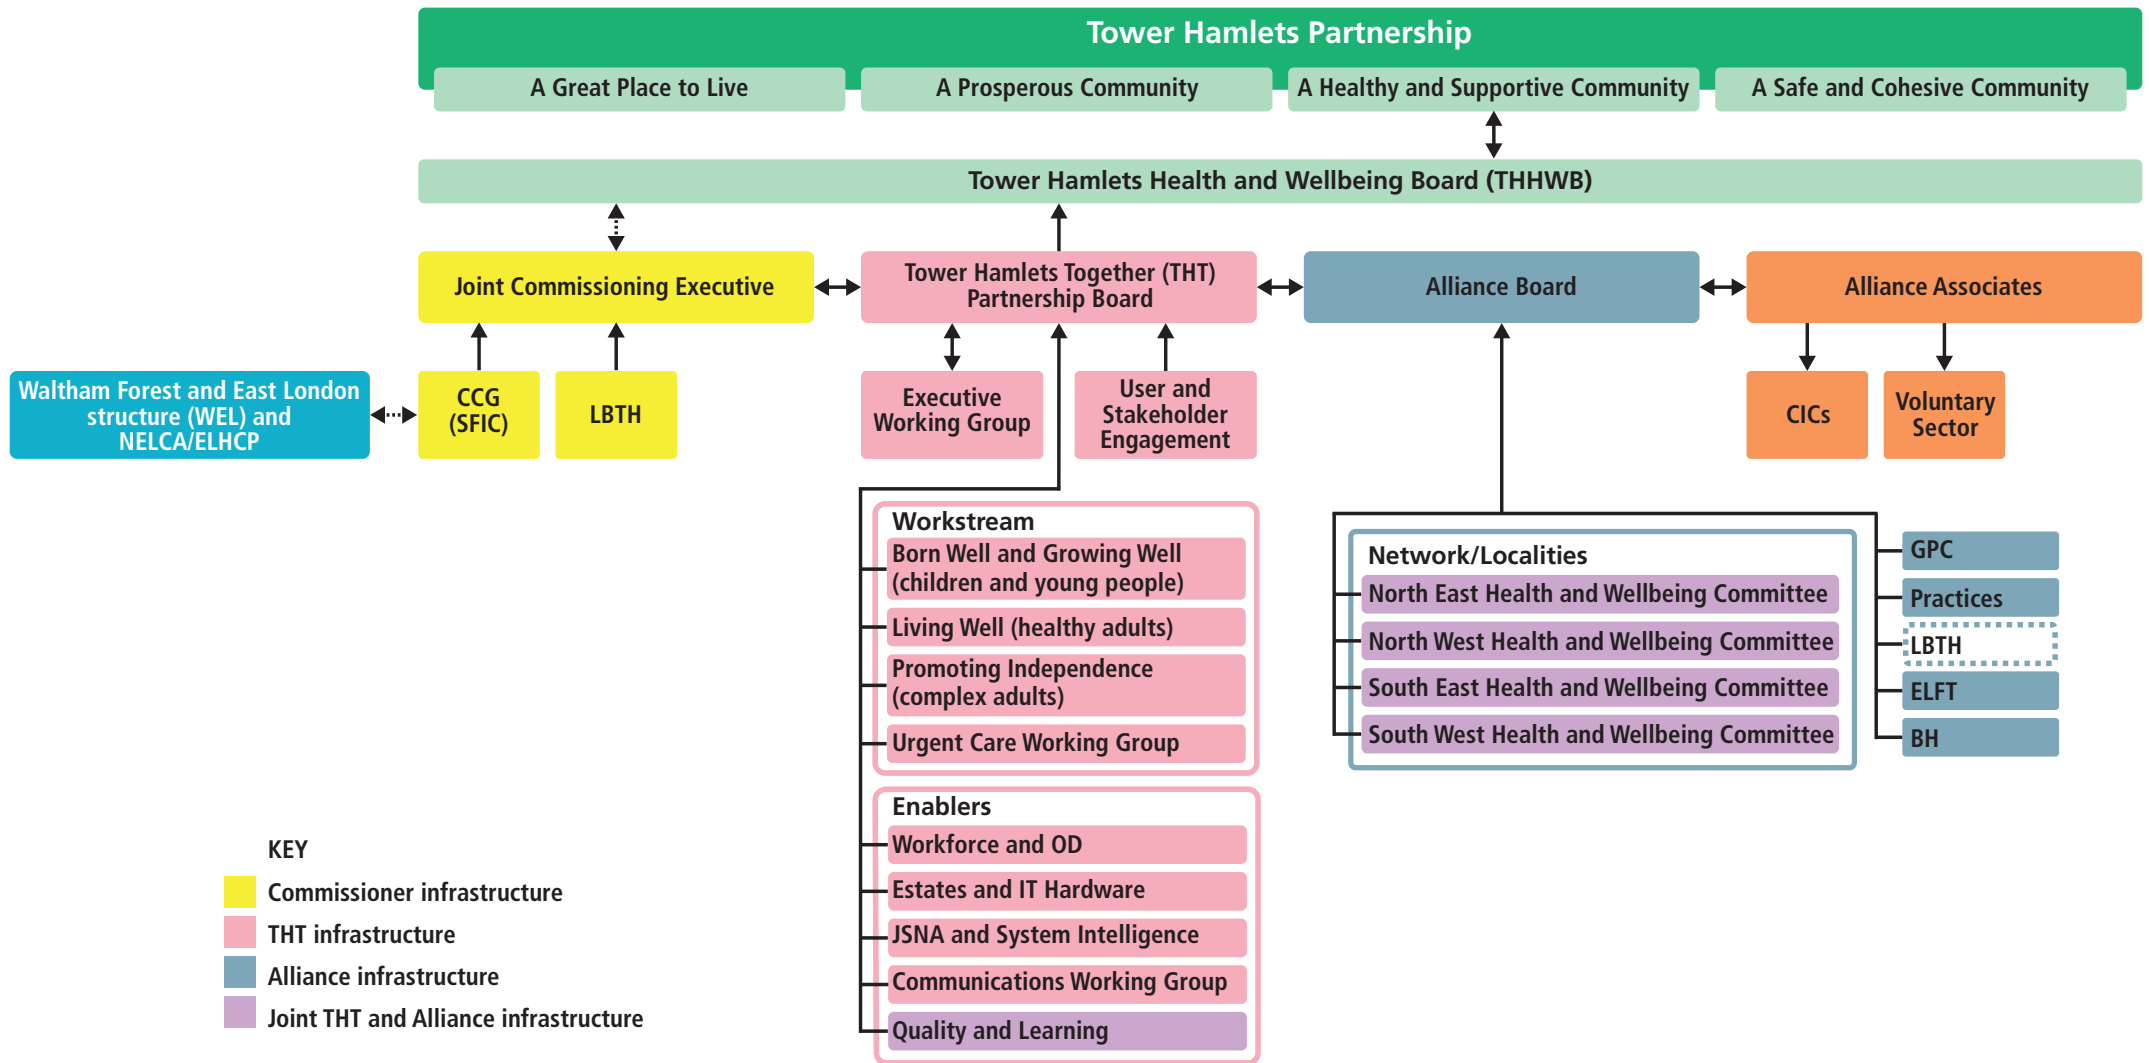 Tower Hamlets Partnership
A Great Place to Live
A Prosperous Community
A Healthy and Supportive Community
A Safe and Cohesive Community
Tower Hamlets Health and Wellbeing Board (THHWB)
Joint Commissioning Executive
Tower Hamlets Together (THT)
Partnership Board
Alliance Board
Alliance Associates
Waltham Forest and East London
structure (WEL) and
NELCA/ELHCP
CCG
(SFIC)
LBTH
Executive
Working Group
User and
Stakeholder
Engagement
CICs
Voluntary
Sector
Workstream
Born Well and Growing Well
(children and young people)
Living Well (healthy adults)
Promoting Independence
(complex adults)
Urgent Care Working Group
Enablers
Workforce and OD
Estates and IT Hardware
JSNA and System Intelligence
Communications Working Group
Quality and Learning
Network/Localities
North East Health and Wellbeing Committee
North West Health and Wellbeing Committee
South East Health and Wellbeing Committee
South West Health and Wellbeing Committee
GPC
Practices
LBTH
ELFT
BH
KEY
Commissioner infrastructure
THT infrastructure
Alliance infrastructure
Joint THT and Alliance infrastructure